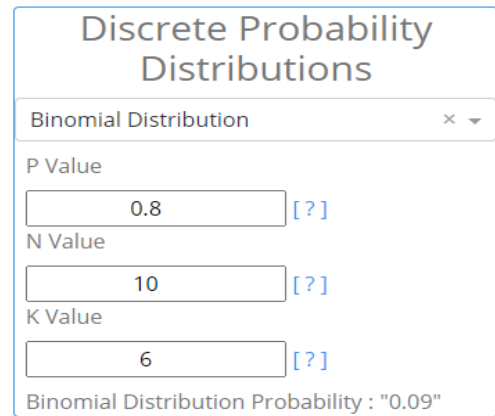 Discrete Probability
Distributions
Binomial Distribution × 
P Value
0.8 [ ? ]
N Value
10 [ ? ]
K Value
6 [ ? ]
Binomial Distribution Probability : "0.09"